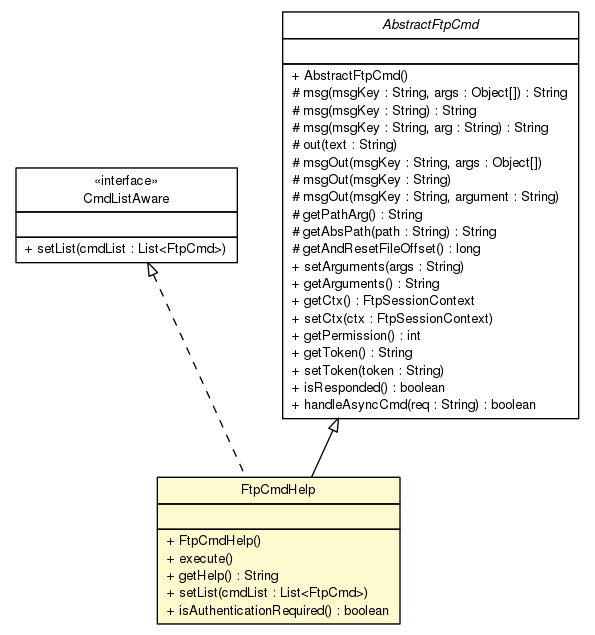 AbstractFtpCmd
+ AbstractFtpCmd()
# msg(msgKey : String, args : Object[]) : String
# msg(msgKey : String) : String
# msg(msgKey : String, arg : String) : String
# out(text : String)
# msgOut(msgKey : String, args : Object[])
# msgOut(msgKey : String)
# msgOut(msgKey : String, argument : String)
# getPathArg() : String
# getAbsPath(path : String) : String
# getAndResetFileOffset() : long
+ setArguments(args : String)
+ getArguments() : String
+ getCtx() : FtpSessionContext
+ setCtx(ctx : FtpSessionContext)
+ getPermission() : int
+ getToken() : String
+ setToken(token : String)
+ isResponded() : boolean
+ handleAsyncCmd(req : String) : boolean
«interface»
CmdListAware
+ setList(cmdList : List<FtpCmd>)
FtpCmdHelp
+ FtpCmdHelp()
+ execute()
+ getHelp() : String
+ setList(cmdList : List<FtpCmd>)
+ isAuthenticationRequired() : boolean